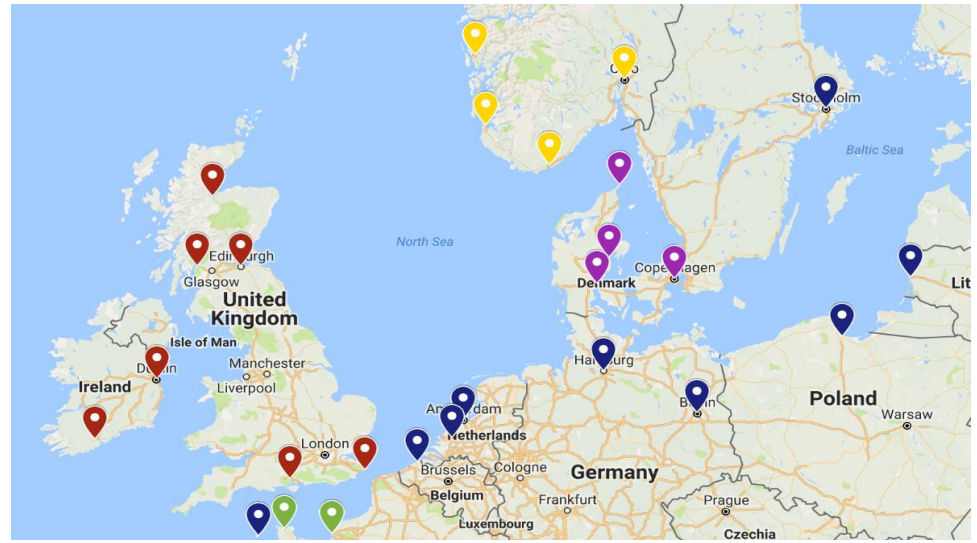 Oslo
Stockholm
Baltic Sea
North Sea
Edinburgh
Glasgow
United
Kingdom
Isle of Man
Copenhagen
Denmark
Lit
Dublin
Ireland
Manchester
Liverpool
Hamburg
Amsterdam
Netherlands
Berlin
Poland
Warsaw
London
Brussels
Belgium
Cologne
Germany
Frankfurt
Luxembourg
Prague
Czechia